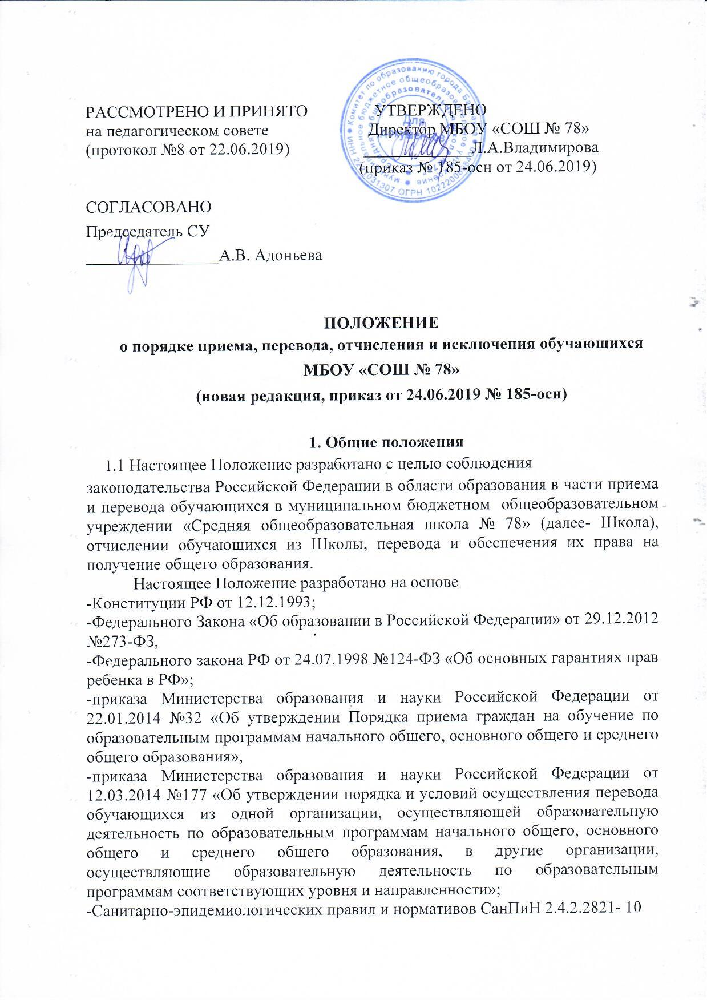 РАССМОТРЕНО И ПРИНЯТО
на педагогическом совете
(протокол №8 от 22.06.2019)
УТВЕРЖДЕНО
Директор МБОУ «СОШ № 78»
Л.А.Владимирова
(приказ № 185-осн от 24.06.2019)
Комитет по образованию города Барнаула
Для
документов
СОГЛАСОВАНО
Председатель СУ
А.В. Адоньева
ПОЛОЖЕНИЕ
о порядке приема, перевода, отчисления и исключения обучающихся
МБОУ «СОШ № 78»
(новая редакция, приказ от 24.06.2019 № 185-осн)
1. Общие положения
1.1 Настоящее Положение разработано с целью соблюдения
законодательства Российской Федерации в области образования в части приема
и перевода обучающихся в муниципальном бюджетном общеобразовательном
учреждении «Средняя общеобразовательная школа № 78» (далее- Школа),
отчислении обучающихся из Школы, перевода и обеспечения их права на
получение общего образования.
Настоящее Положение разработано на основе
-Конституции РФ от 12.12.1993;
-Федерального Закона «Об образовании в Российской Федерации» от 29.12.2012
№273-ФЗ,
-Федерального закона РФ от 24.07.1998 №124-ФЗ «Об основных гарантиях прав
ребенка в РФ»;
-приказа Министерства образования и науки Российской Федерации от
22.01.2014 №32 «Об утверждении Порядка приема граждан на обучение по
образовательным программам начального общего, основного общего и среднего
общего образования»,
-приказа Министерства образования и науки Российской Федерации от
12.03.2014 №177 «Об утверждении порядка и условий осуществления перевода
обучающихся из одной организации, осуществляющей образовательную
деятельность по образовательным программам начального общего, основного
общего и среднего общего образования, в другие организации,
осуществляющие образовательную деятельность по образовательным
программам соответствующих уровня и направленности»;
-Санитарно-эпидемиологических правил и нормативов СанПиН 2.4.2.2821- 10